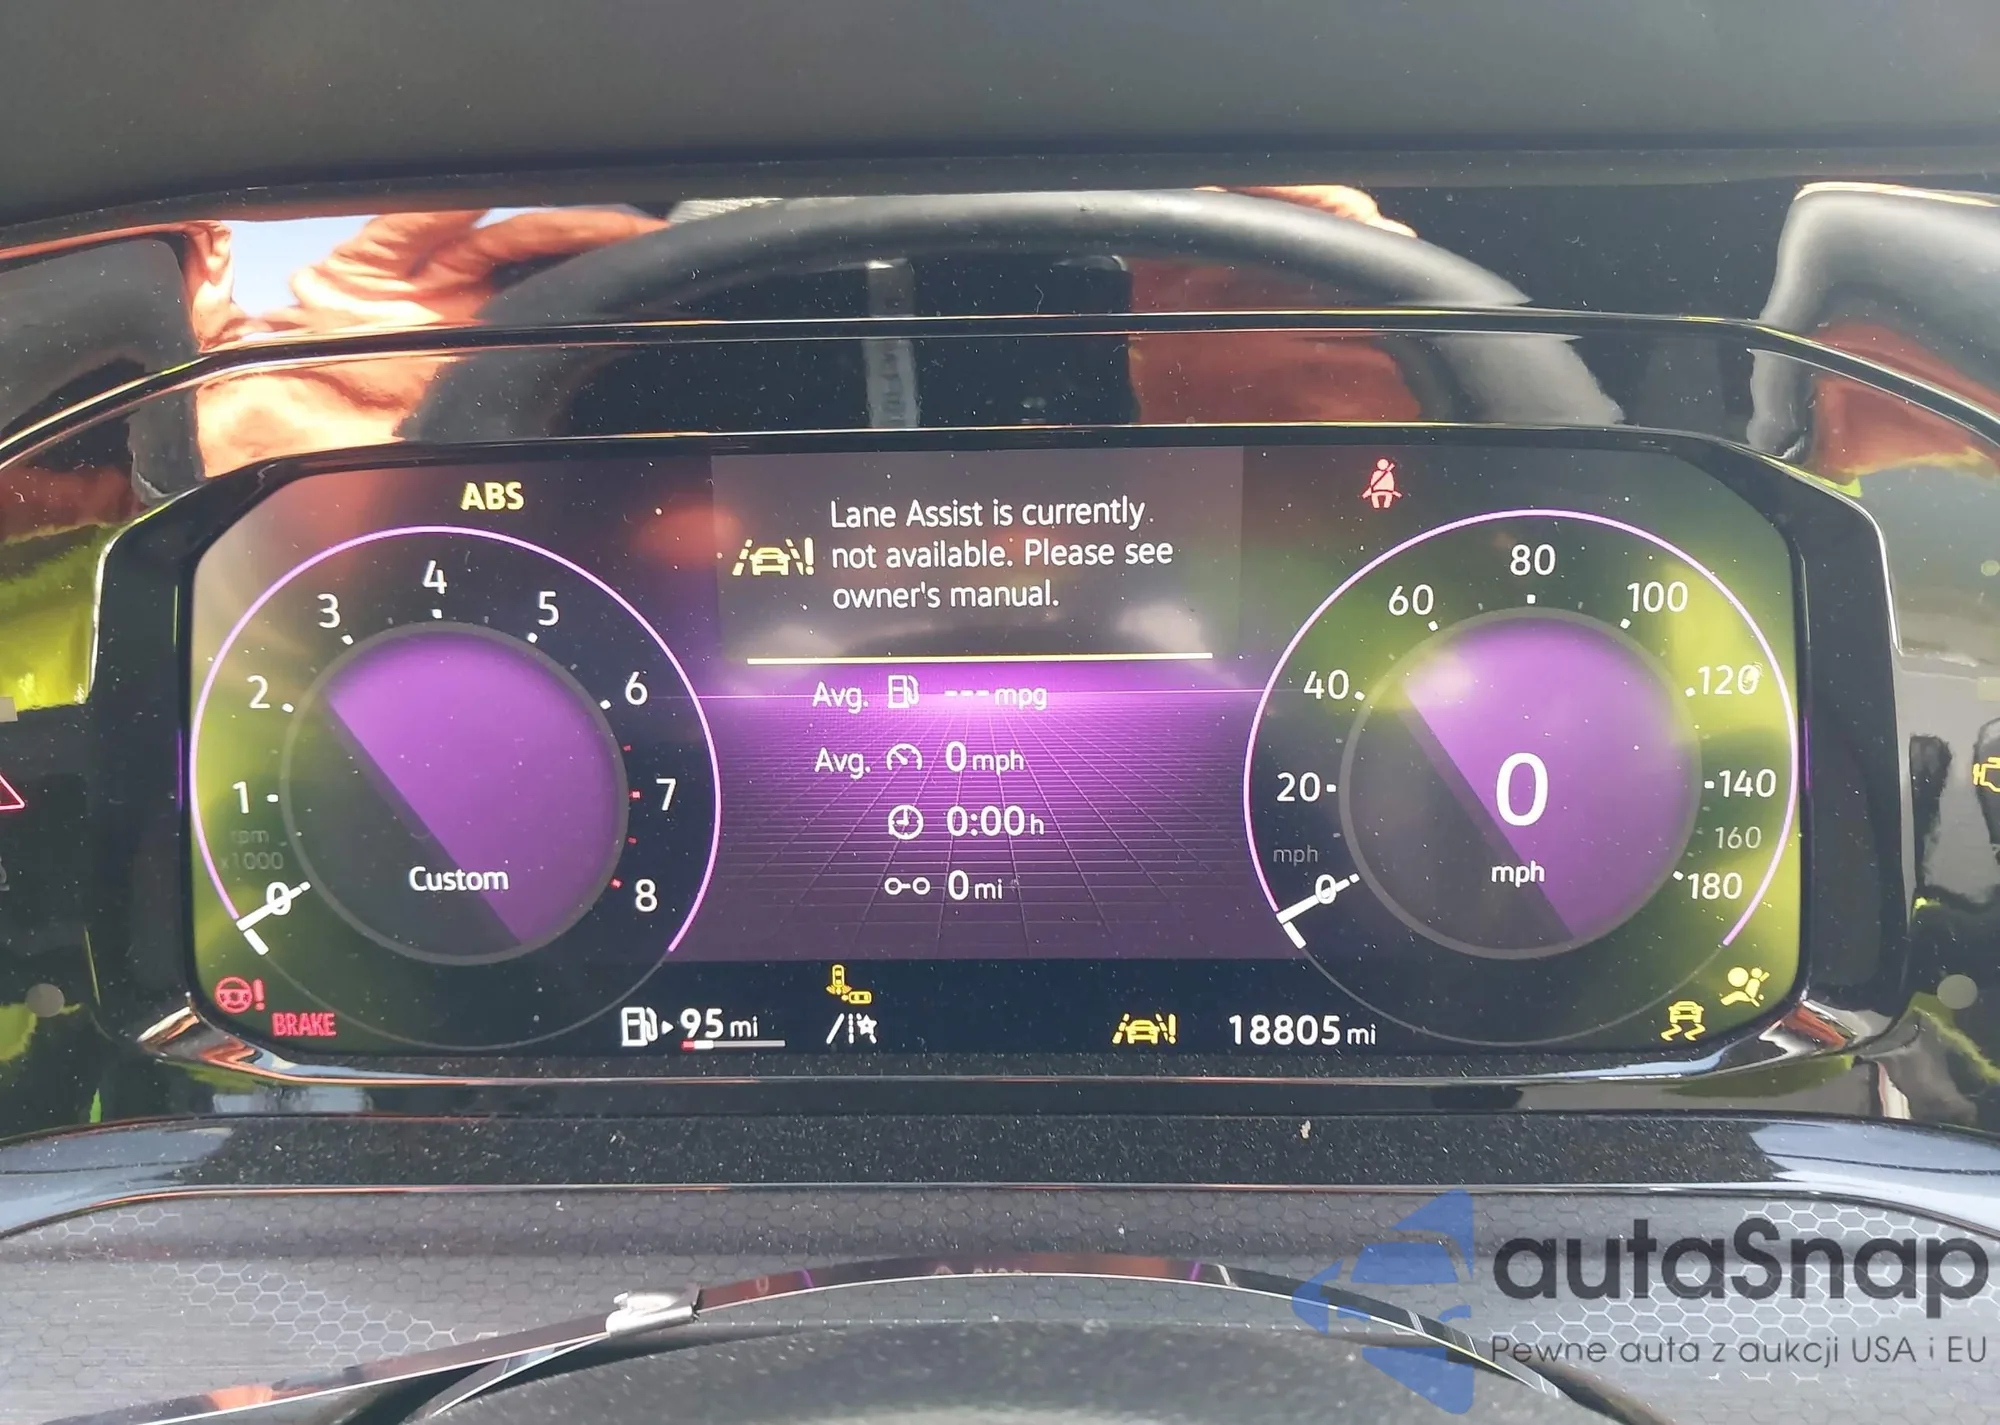 ABS
Lane Assist is currently
not available. Please see
owner's manual.
Avg. --- mpg
Avg. 0 mph
0:00 h
0 mi
1
2
3
4
5
6
7
8
0
rpm
x1000
Custom
0
20
40
60
80
100
120
140
160
180
mph
0
mph
BRAKE
95 mi
18805 mi
autaSnap
Pewne auta z aukcji USA i EU